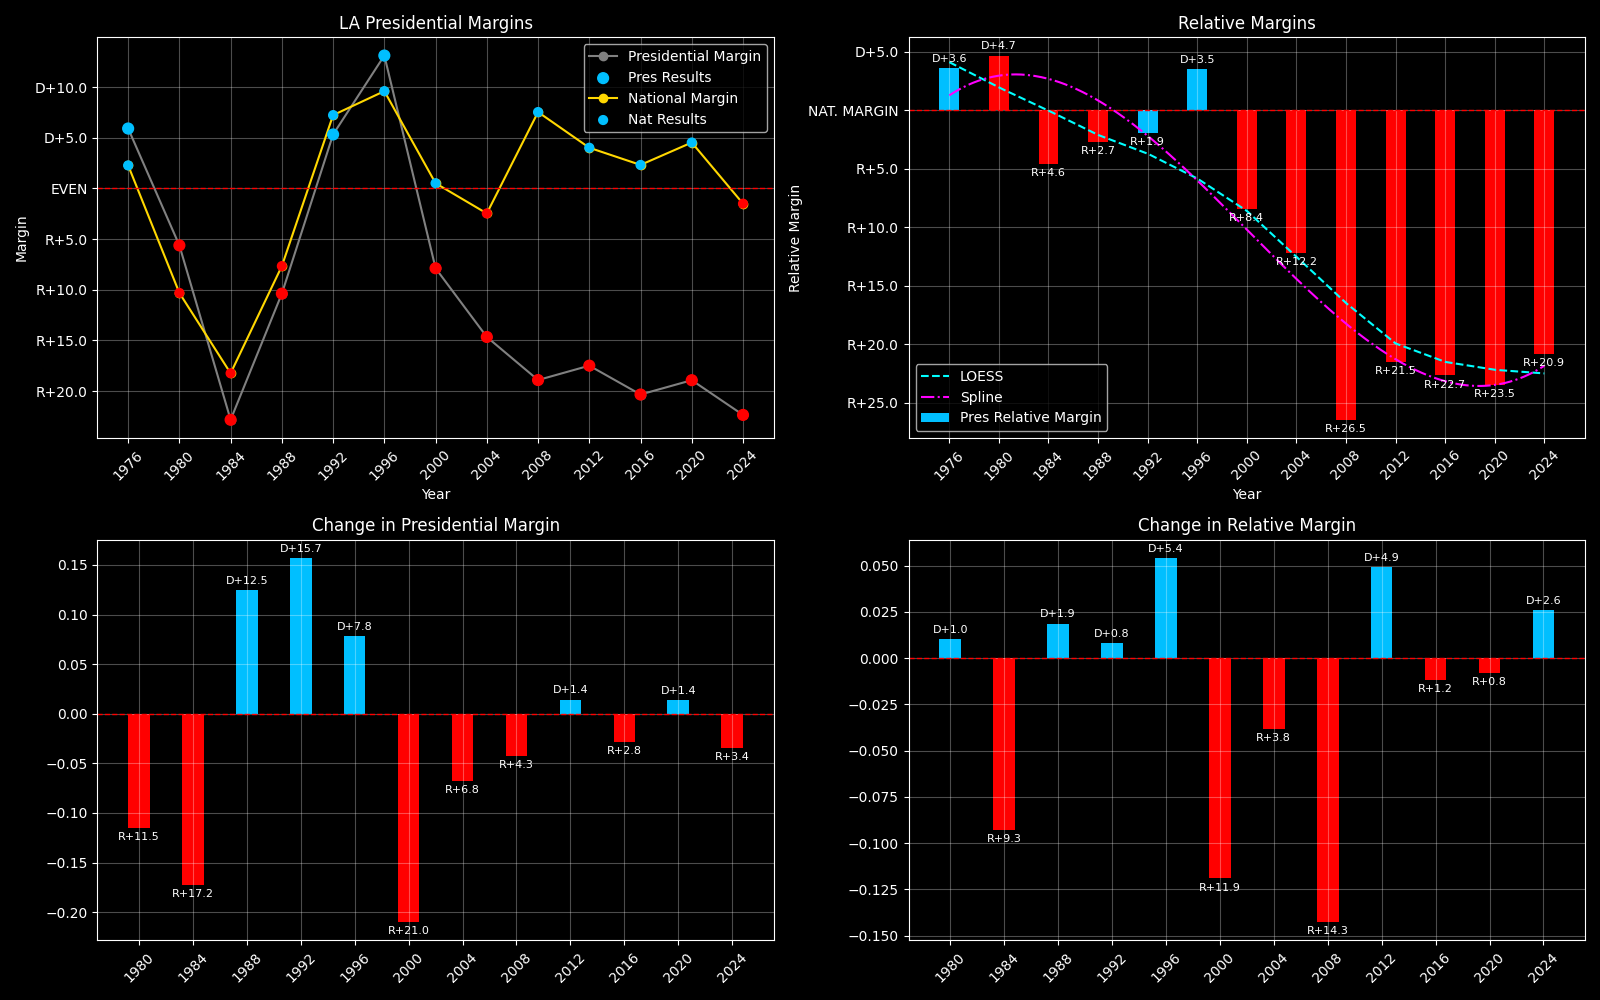 LA Presidential Margins
Presidential Margin
Pres Results
National Margin
Nat Results
D+10.0
D+5.0
EVEN
R+5.0
R+10.0
R+15.0
R+20.0
Margin
1976
1980
1984
1988
1992
1996
2000
2004
2008
2012
2016
2020
2024
Year
Relative Margins
D+5.0
NAT. MARGIN
R+5.0
R+10.0
R+15.0
R+20.0
R+25.0
Relative Margin
D+3.6
D+4.7
R+4.6
R+2.7
R+1.9
D+3.5
R+8.4
R+12.2
R+26.5
R+21.5
R+22.7
R+23.5
R+20.9
LOESS
Spline
Pres Relative Margin
1976
1980
1984
1988
1992
1996
2000
2004
2008
2012
2016
2020
2024
Year
Change in Presidential Margin
0.15
0.10
0.05
0.00
−0.05
−0.10
−0.15
−0.20
R+11.5
R+17.2
D+12.5
D+15.7
D+7.8
R+21.0
R+6.8
R+4.3
D+1.4
R+2.8
D+1.4
R+3.4
1980
1984
1988
1992
1996
2000
2004
2008
2012
2016
2020
2024
Change in Relative Margin
0.050
0.025
0.000
−0.025
−0.050
−0.075
−0.100
−0.125
−0.150
D+1.0
R+9.3
D+1.9
D+0.8
D+5.4
R+11.9
R+3.8
R+14.3
D+4.9
R+1.2
R+0.8
D+2.6
1980
1984
1988
1992
1996
2000
2004
2008
2012
2016
2020
2024